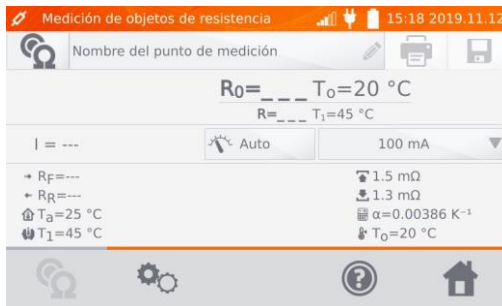 Medición de objetos de resistencia 15:18 2019.11.12
Nombre del punto de medición
R₀=_ _ _ T₀=20 °C
R=_ _ _ T₁=45 °C
I = --- Auto 100 mA
R_F=--- 1.5 mΩ
R_R=--- 1.3 mΩ
Tₐ=25 °C α=0.00386 K⁻¹
T₁=45 °C T₀=20 °C